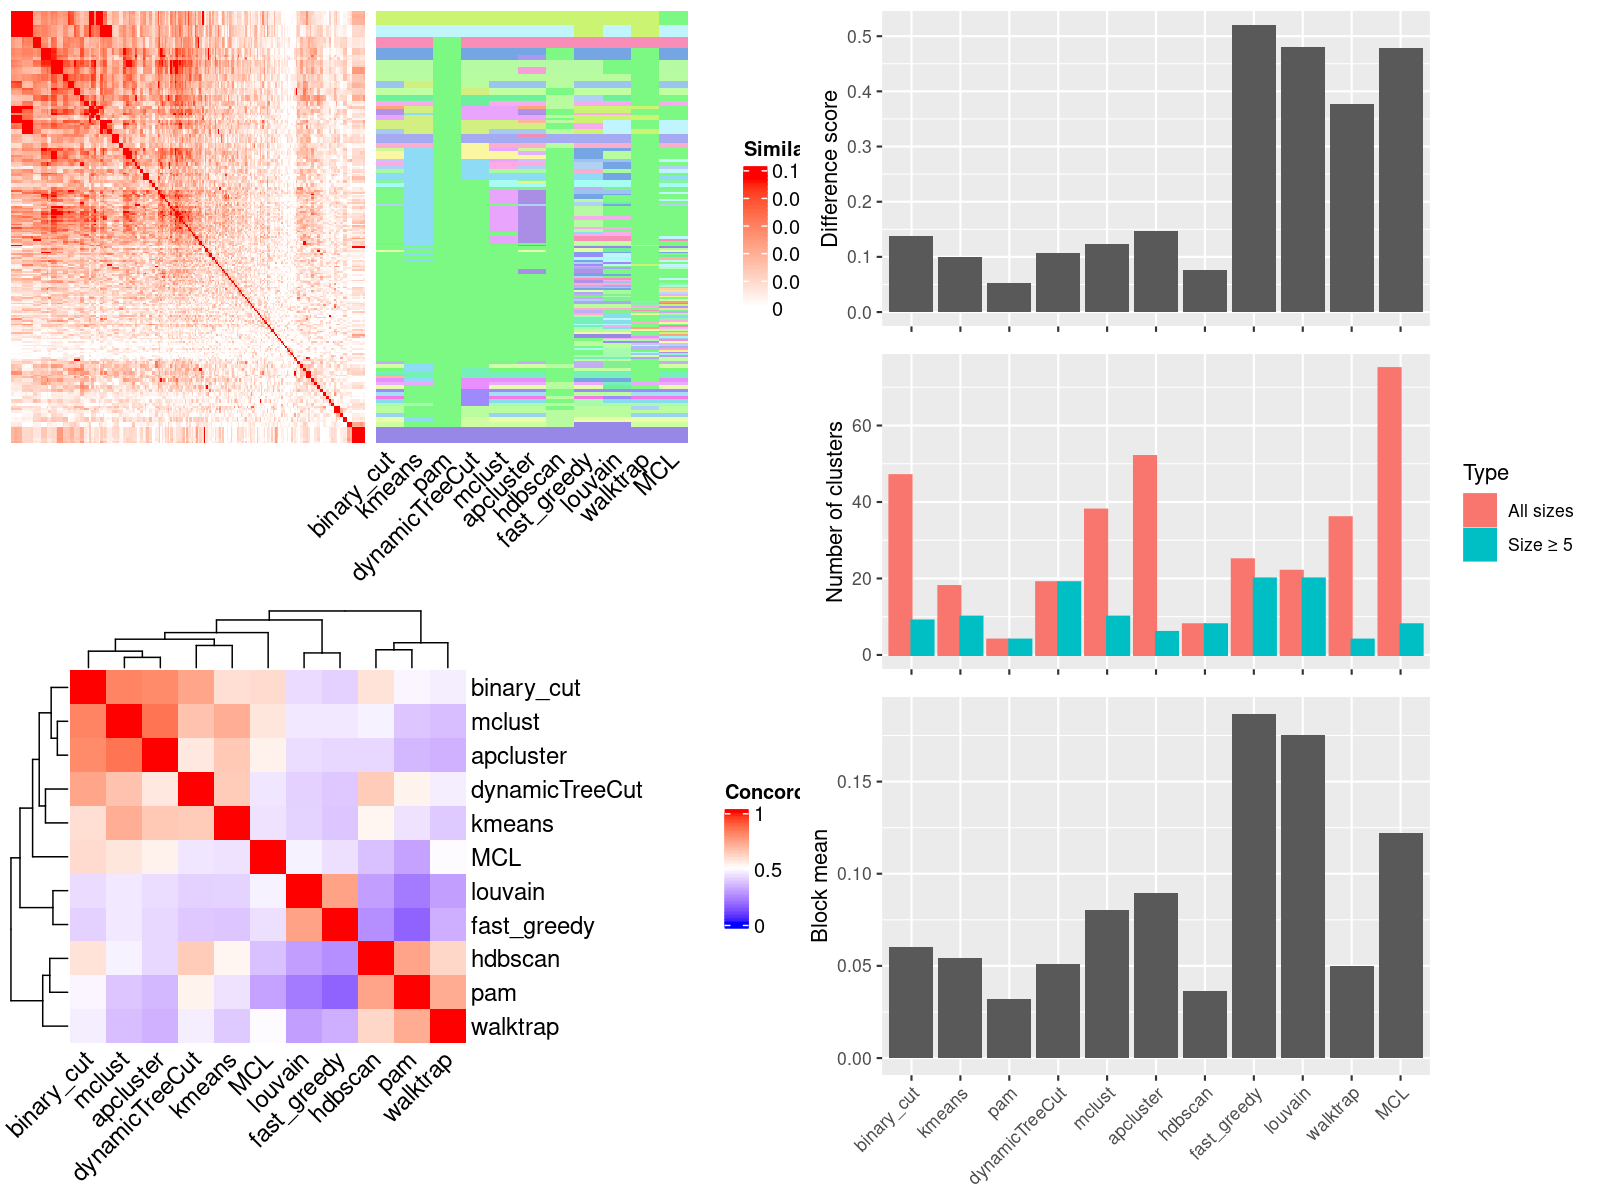 Simila
0.1
0.0
0.0
0.0
0.0
0
binary_cut
kmeans
pam
dynamicTreeCut
mclust
apcluster
hdbscan
fast_greedy
louvain
walktrap
MCL
binary_cut
mclust
apcluster
dynamicTreeCut
kmeans
MCL
louvain
fast_greedy
hdbscan
pam
walktrap
binary_cut
mclust
apcluster
dynamicTreeCut
kmeans
MCL
louvain
fast_greedy
hdbscan
pam
walktrap
Concord
1
0.5
0
Difference score
0.5
0.4
0.3
0.2
0.1
0.0
Number of clusters
60
40
20
0
Type
All sizes
Size ≥ 5
Block mean
0.15
0.10
0.05
0.00
binary_cut
kmeans
pam
dynamicTreeCut
mclust
apcluster
hdbscan
fast_greedy
louvain
walktrap
MCL